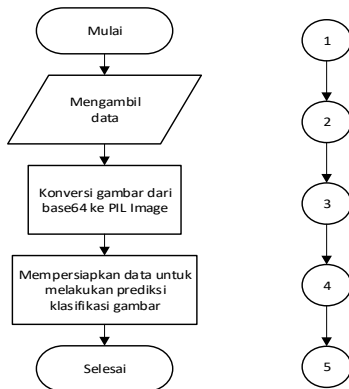 Mulai
1
Mengambil
data
2
Konversi gambar dari
base64 ke PIL Image
3
Mempersiapkan data untuk
melakukan prediksi
klasifikasi gambar
4
Selesai
5